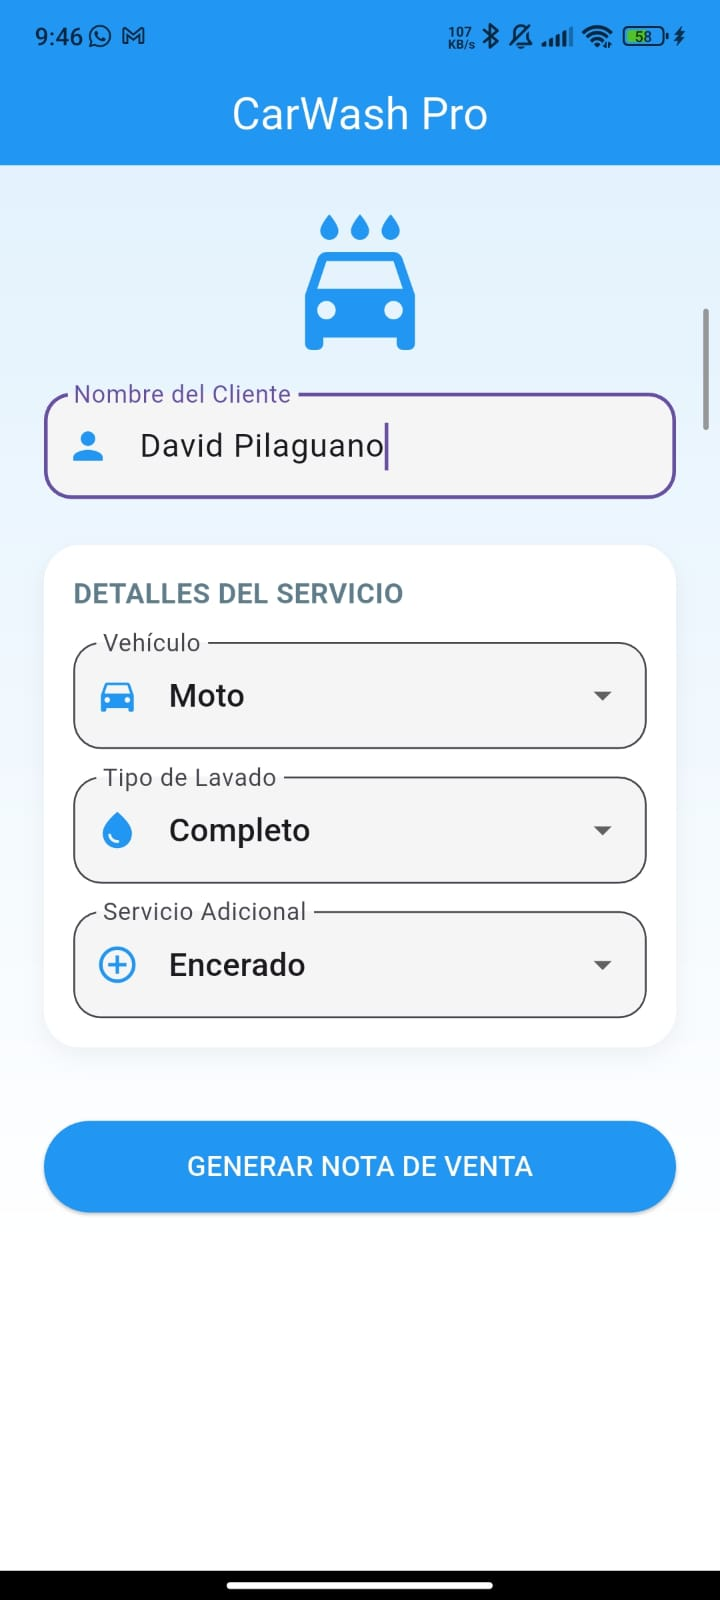 9:46
107
KB/s
58
CarWash Pro
Nombre del Cliente
David Pilaguano
DETALLES DEL SERVICIO
Vehículo
Moto
Tipo de Lavado
Completo
Servicio Adicional
Encerado
GENERAR NOTA DE VENTA